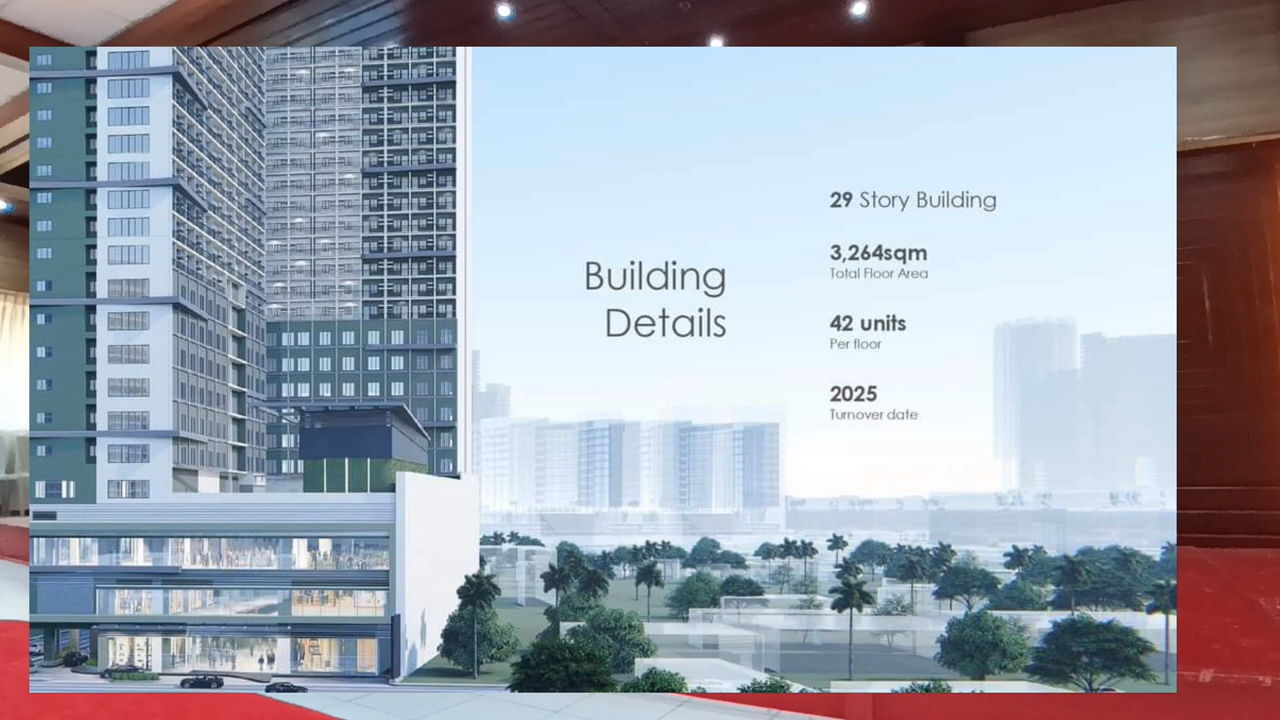 Building
Details
29 Story Building
3,264sqm
Total Floor Area
42 units
Per floor
2025
Turnover date